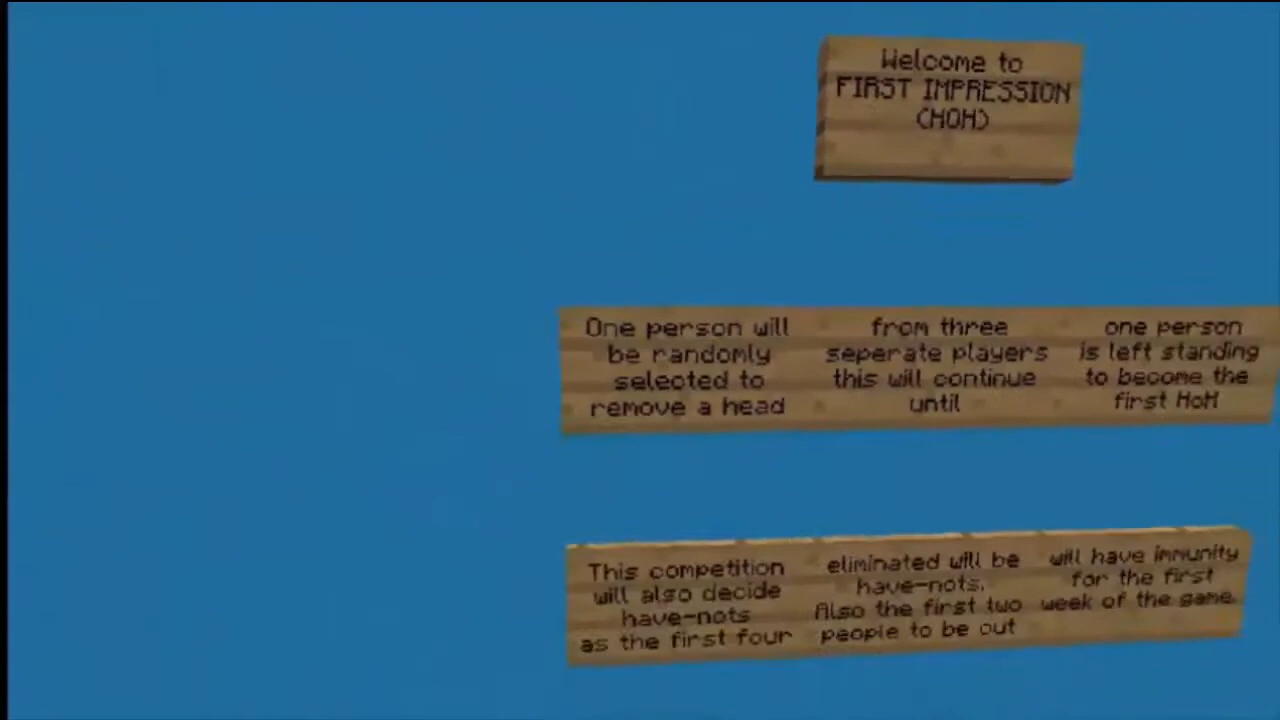 Welcome to
FIRST IMPRESSION
(HOH)
One person will
be randomly
selected to
remove a head
from three
seperate players
this will continue
until
one person
is left standing
to become the
first HoH
This competition
will also decide
have-nots
as the first four
eliminated will be
have-nots.
Also the first two
people to be out
will have immunity
for the first
week of the game.